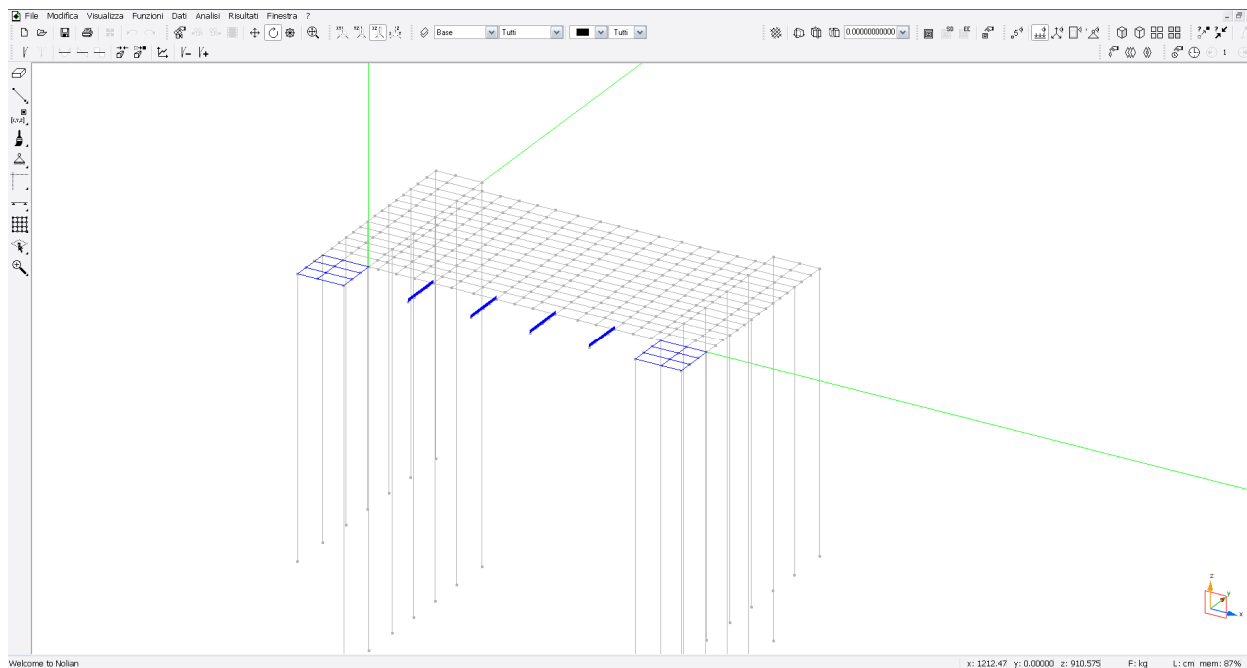 File Modifica Visualizza Funzioni Dati Analisi Risultati Finestra ?
Base Tutti Tutti 0.00000000000
1
z
y
x
Welcome to Nolian x: 1212.47 y: 0.00000 z: 910.575 F: kg L: cm mem: 87%